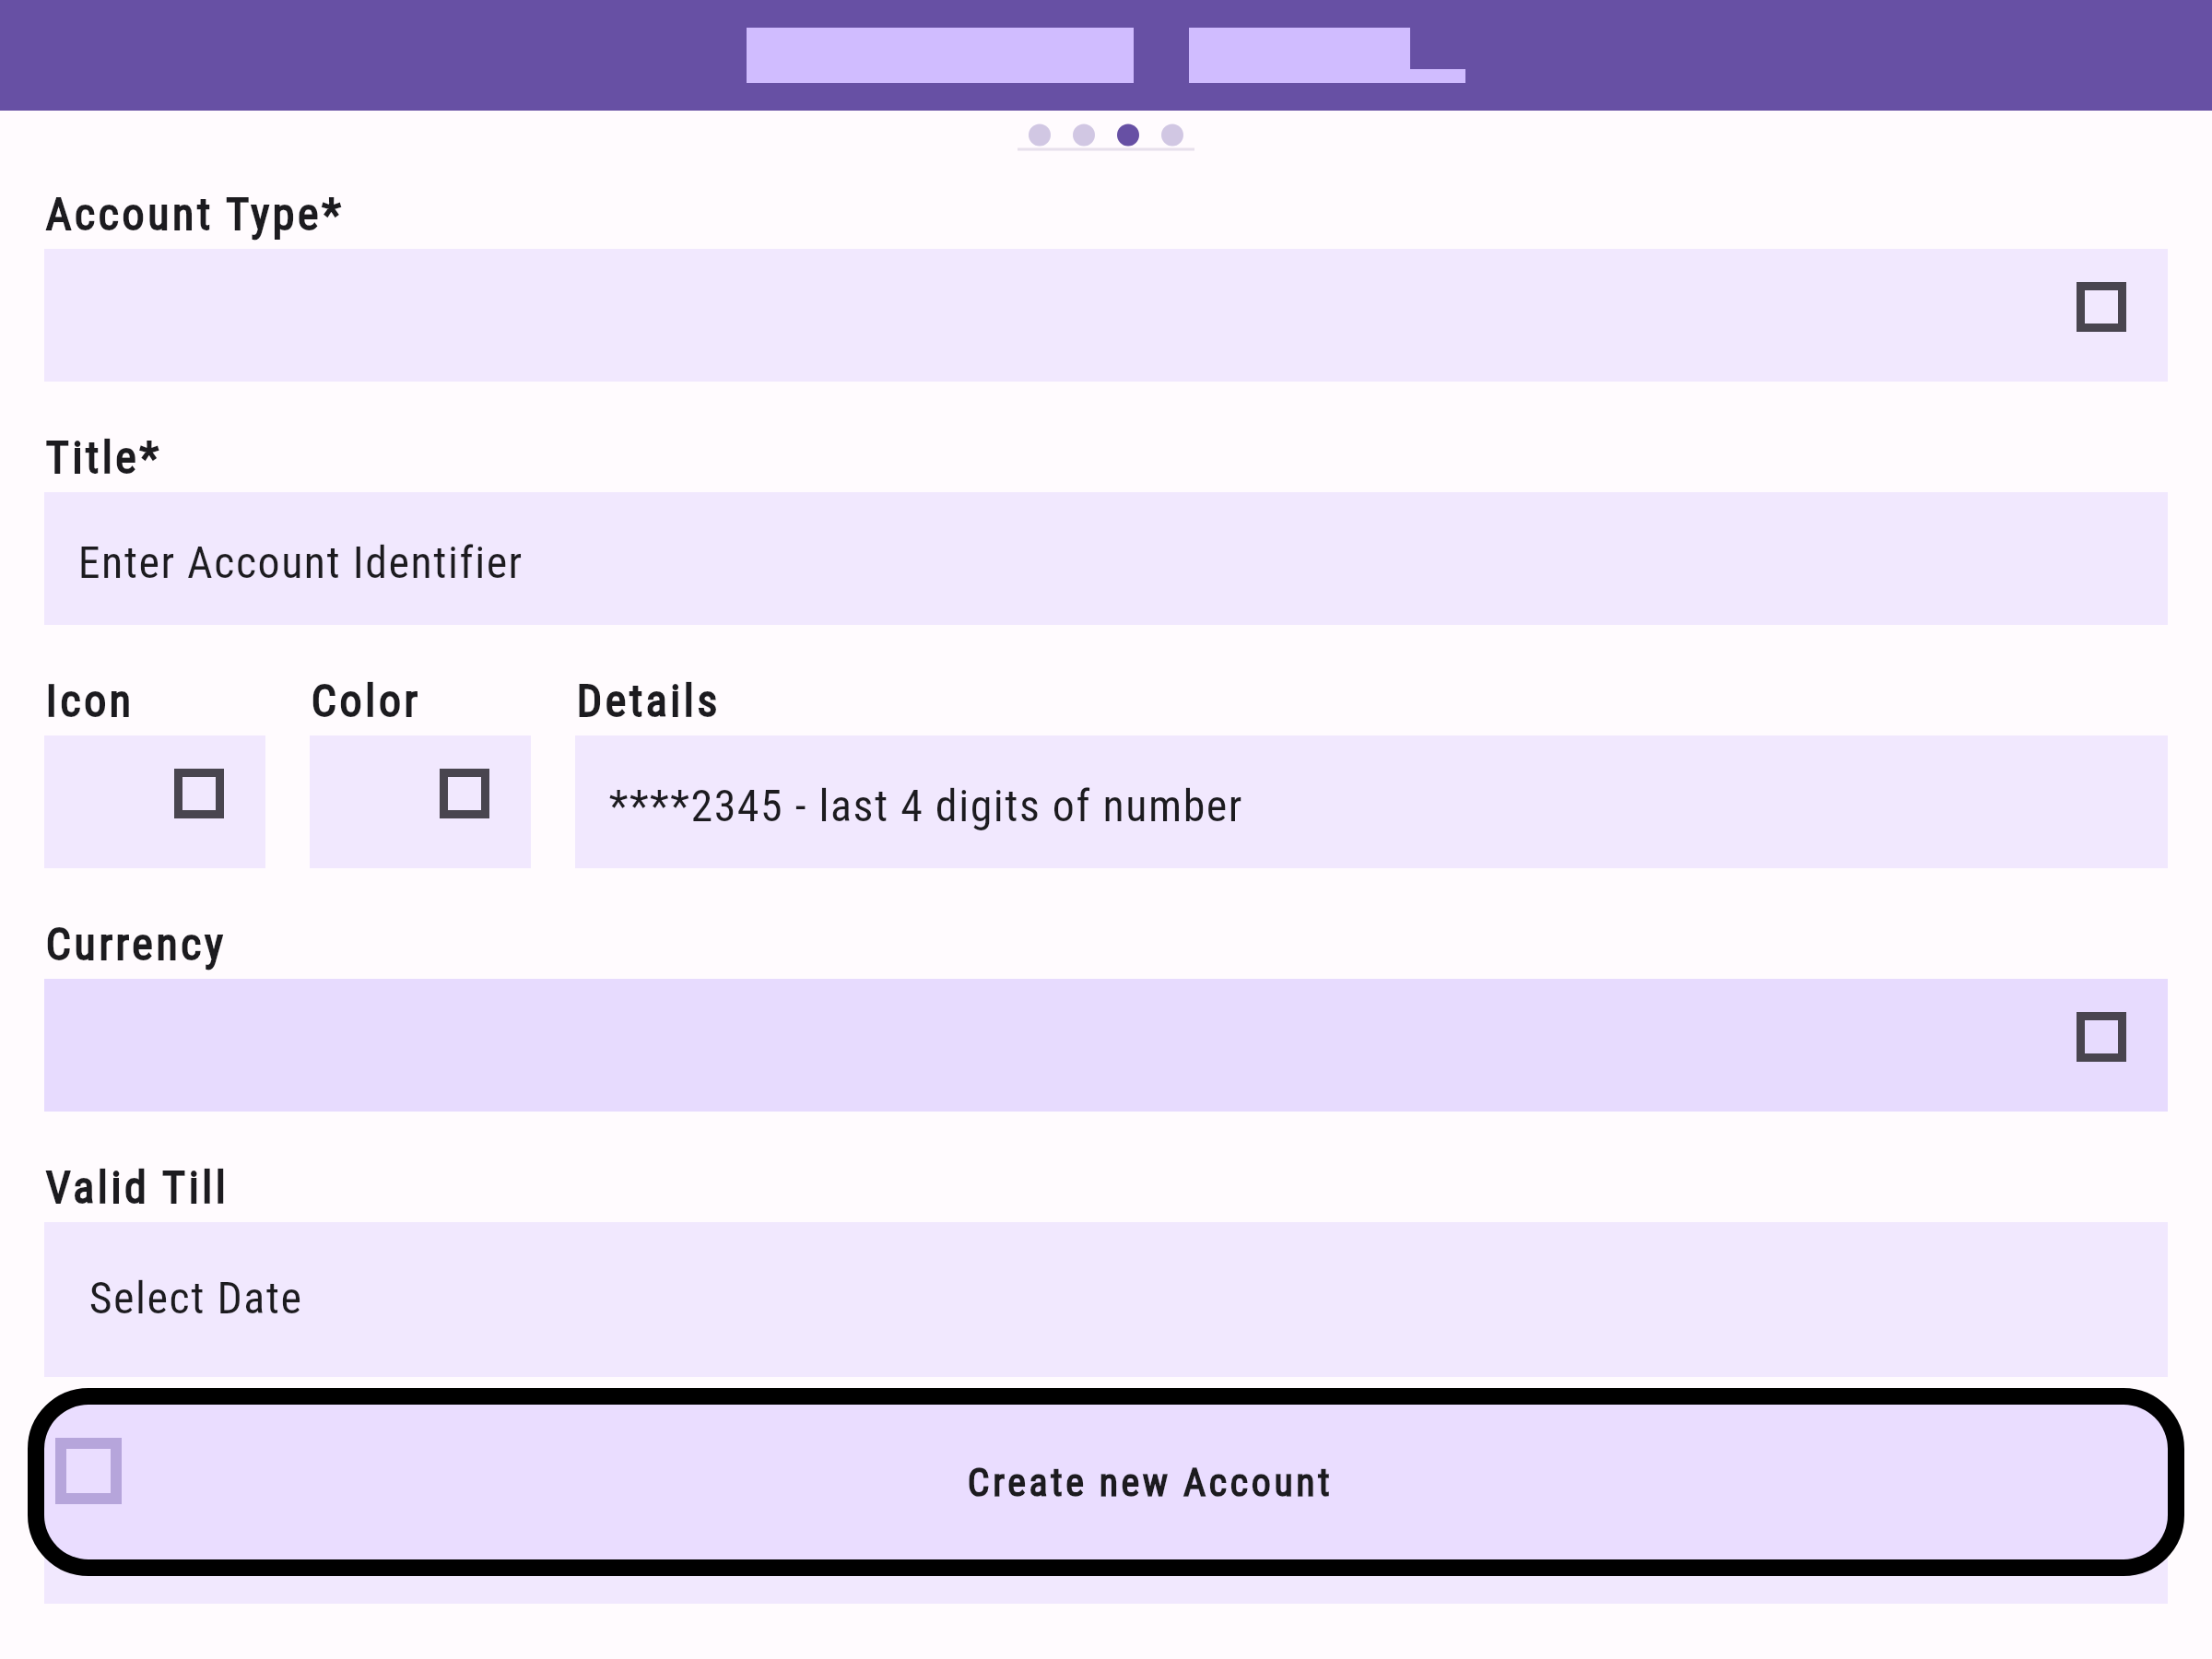 Account Type*
Title*
Enter Account Identifier
Icon Color Details
****2345 - last 4 digits of number
Currency
Valid Till
Select Date
Create new Account